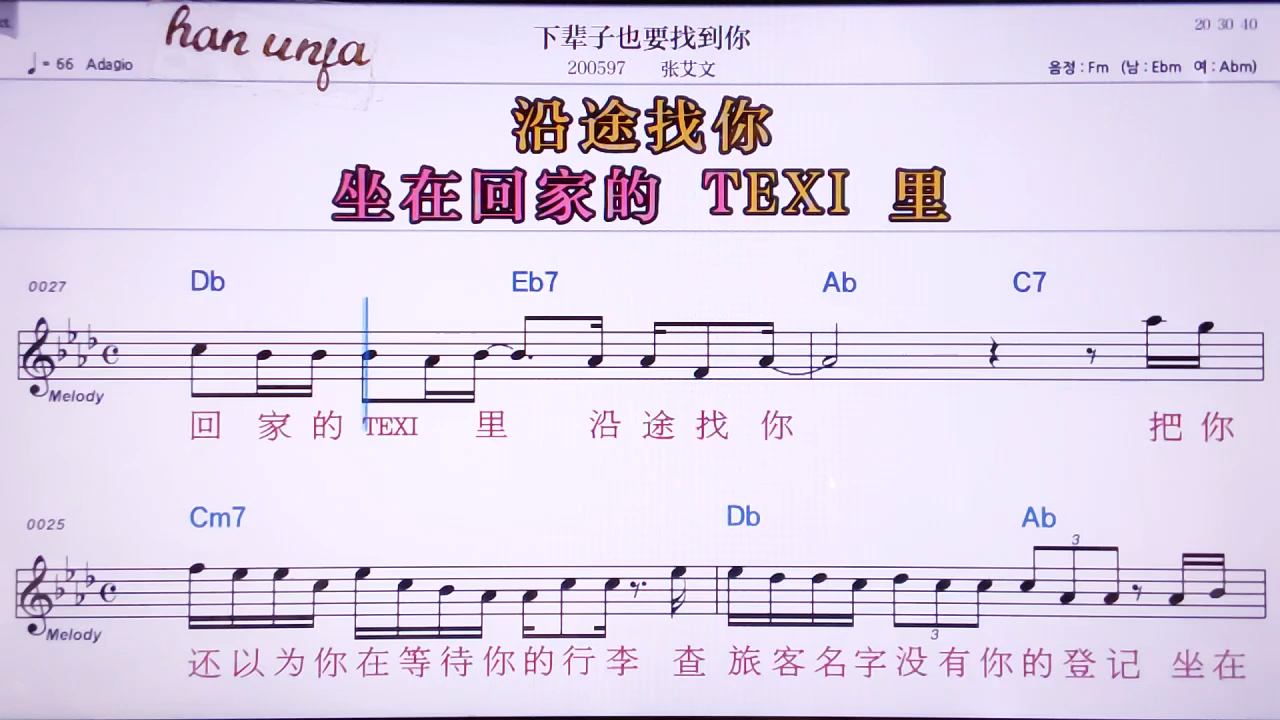 han unfa
下辈子也要找到你
20 30 40
= 66 Adagio
200597 张艾文
음정 : Fm (남 : Ebm 여 : Abm)
沿途找你
坐在回家的 TEXI 里
0027
Db Eb7 Ab C7
Melody
回 家 的 TEXI 里 沿 途 找 你 把 你
0025
Cm7 Db Ab
3
3
Melody
还以为你在等待你的行李 查旅客名字没有你的登记 坐在